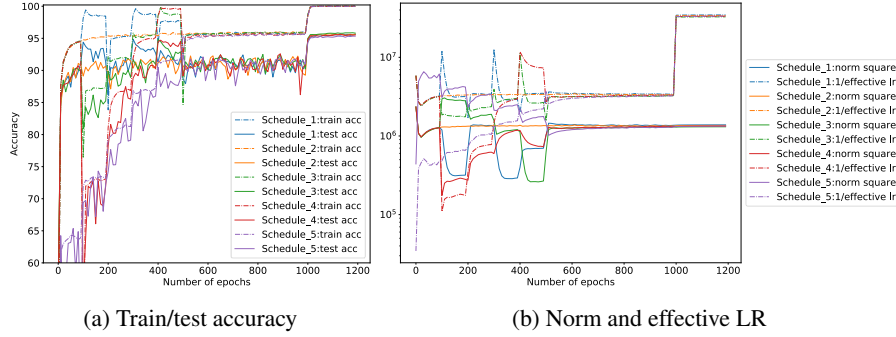 100
95
90
85
80
75
70
65
60
Accuracy
0
200
400
600
800
1000
1200
Number of epochs
Schedule_1:train acc
Schedule_1:test acc
Schedule_2:train acc
Schedule_2:test acc
Schedule_3:train acc
Schedule_3:test acc
Schedule_4:train acc
Schedule_4:test acc
Schedule_5:train acc
Schedule_5:test acc
(a) Train/test accuracy
10^7
10^6
10^5
0
200
400
600
800
1000
1200
Number of epochs
Schedule_1:norm square
Schedule_1:1/effective lr
Schedule_2:norm square
Schedule_2:1/effective lr
Schedule_3:norm square
Schedule_3:1/effective lr
Schedule_4:norm square
Schedule_4:1/effective lr
Schedule_5:norm square
Schedule_5:1/effective lr
(b) Norm and effective LR